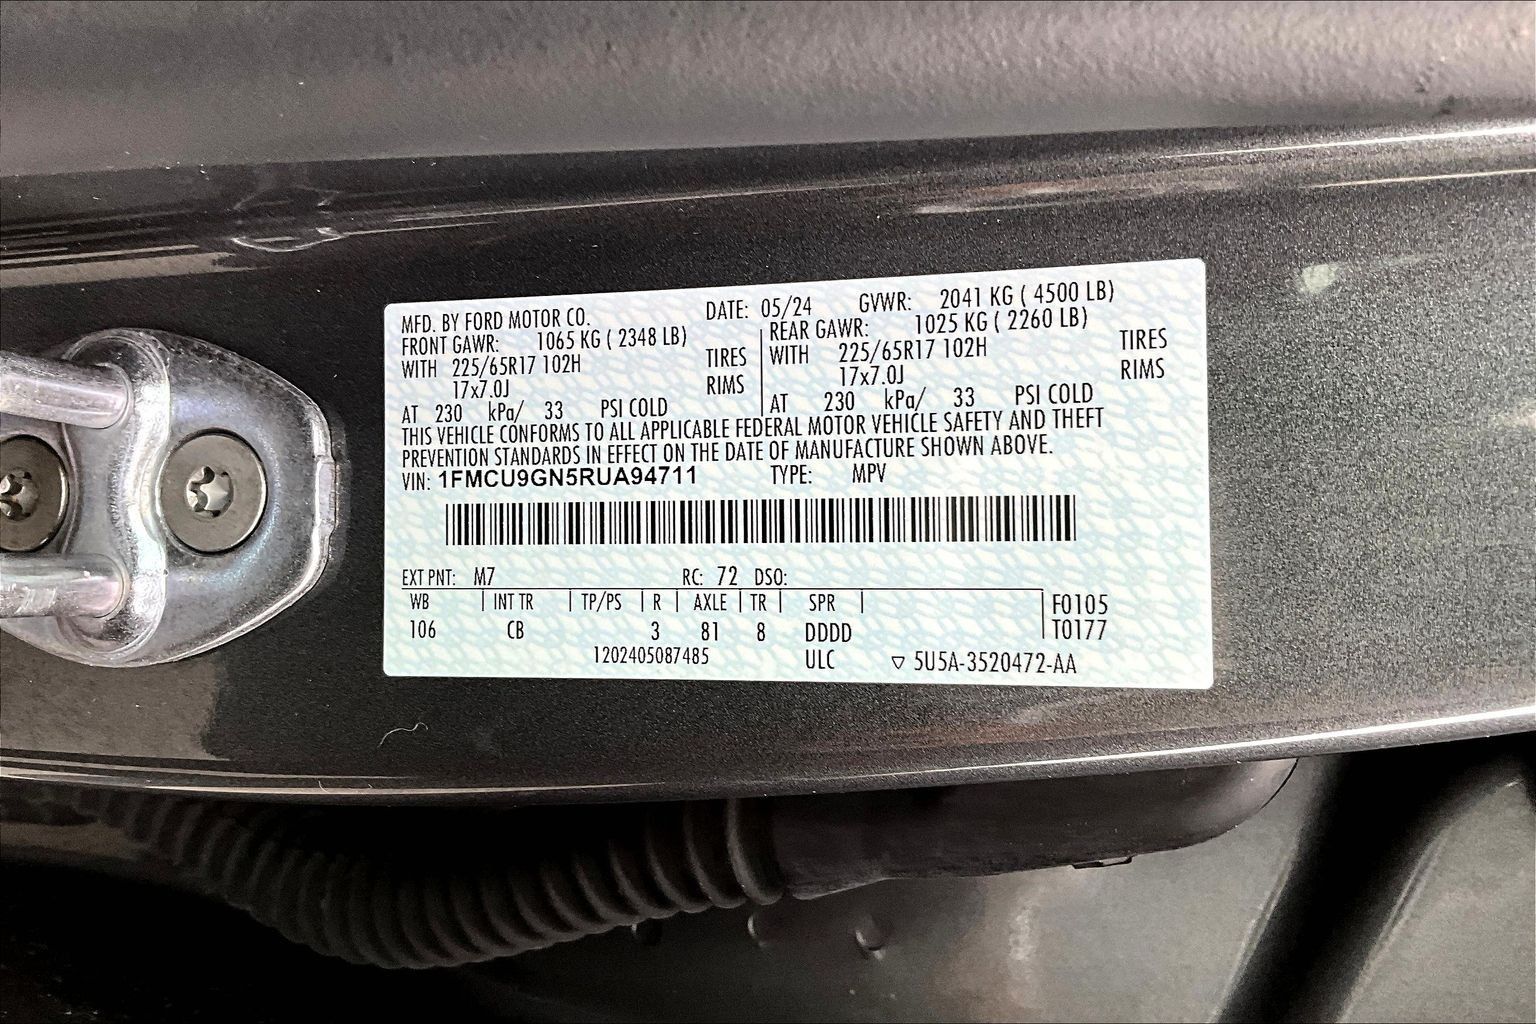 MFD. BY FORD MOTOR CO. DATE: 05/24 GVWR: 2041 KG ( 4500 LB)
FRONT GAWR: 1065 KG ( 2348 LB) REAR GAWR: 1025 KG ( 2260 LB)
WITH 225/65R17 102H TIRES WITH 225/65R17 102H TIRES
17x7.0J RIMS 17x7.0J RIMS
AT 230 kPa/ 33 PSI COLD AT 230 kPa/ 33 PSI COLD
THIS VEHICLE CONFORMS TO ALL APPLICABLE FEDERAL MOTOR VEHICLE SAFETY AND THEFT
PREVENTION STANDARDS IN EFFECT ON THE DATE OF MANUFACTURE SHOWN ABOVE.
VIN: 1FMCU9GN5RUA94711 TYPE: MPV
EXT PNT: M7 RC: 72 DSO:
WB INT TR TP/PS R AXLE TR SPR F0105
106 CB 3 81 8 DDDD T0177
1202405087485 ULC ▽ 5U5A-3520472-AA